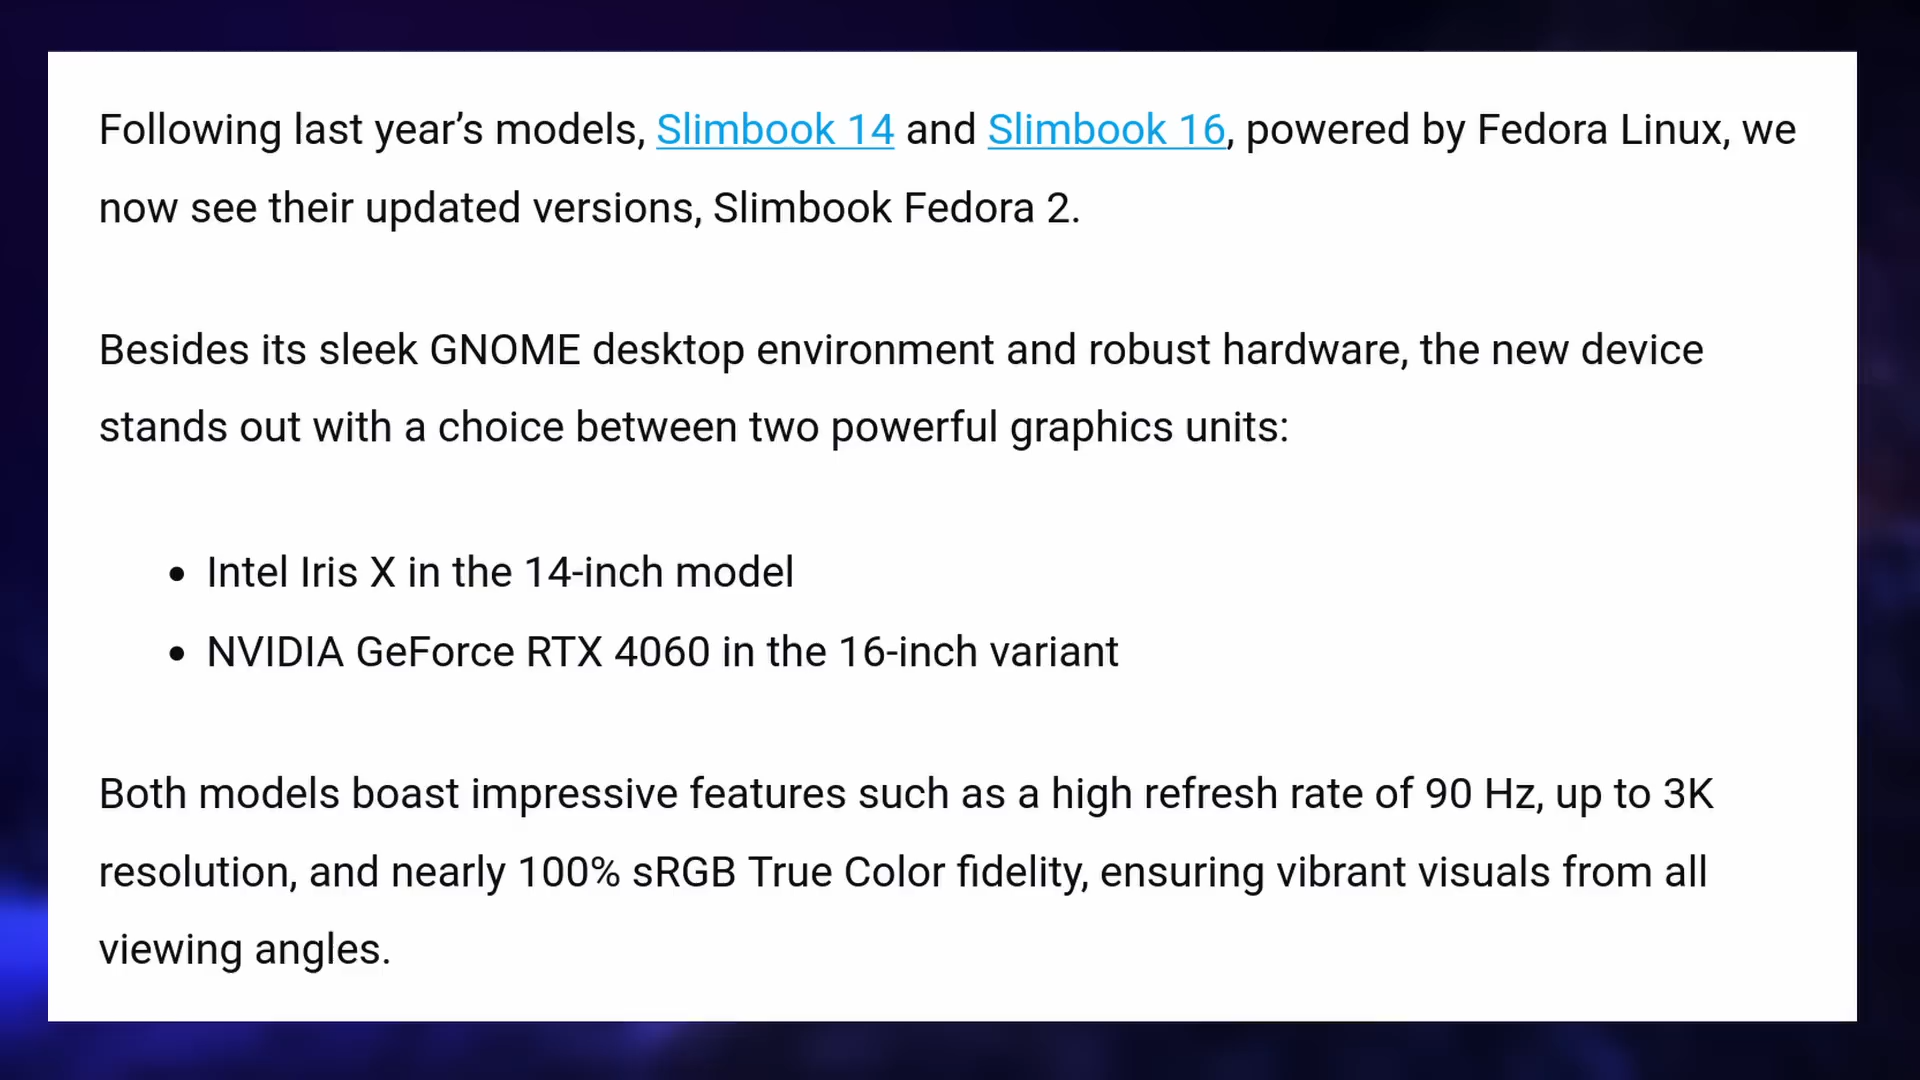 Following last year’s models, Slimbook 14 and Slimbook 16, powered by Fedora Linux, we
now see their updated versions, Slimbook Fedora 2.
Besides its sleek GNOME desktop environment and robust hardware, the new device
stands out with a choice between two powerful graphics units:
• Intel Iris X in the 14-inch model
• NVIDIA GeForce RTX 4060 in the 16-inch variant
Both models boast impressive features such as a high refresh rate of 90 Hz, up to 3K
resolution, and nearly 100% sRGB True Color fidelity, ensuring vibrant visuals from all
viewing angles.